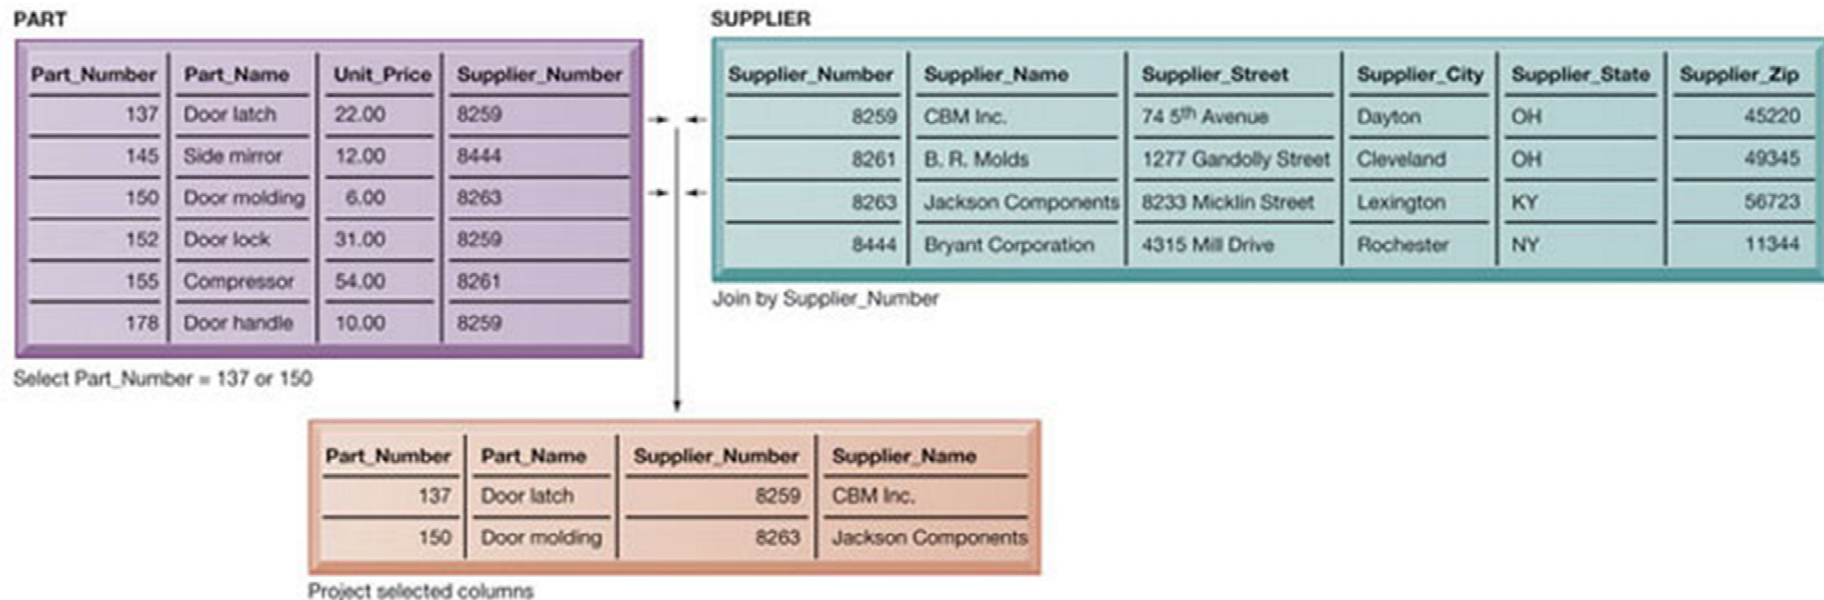 PART
Part_Number Part_Name Unit_Price Supplier_Number
137 Door latch 22.00 8259
145 Side mirror 12.00 8444
150 Door molding 6.00 8263
152 Door lock 31.00 8259
155 Compressor 54.00 8261
178 Door handle 10.00 8259
Select Part_Number = 137 or 150
SUPPLIER
Supplier_Number Supplier_Name Supplier_Street Supplier_City Supplier_State Supplier_Zip
8259 CBM Inc. 74 5th Avenue Dayton OH 45220
8261 B. R. Molds 1277 Gandolly Street Cleveland OH 49345
8263 Jackson Components 8233 Micklin Street Lexington KY 56723
8444 Bryant Corporation 4315 Mill Drive Rochester NY 11344
Join by Supplier_Number
Part_Number Part_Name Supplier_Number Supplier_Name
137 Door latch 8259 CBM Inc.
150 Door molding 8263 Jackson Components
Project selected columns